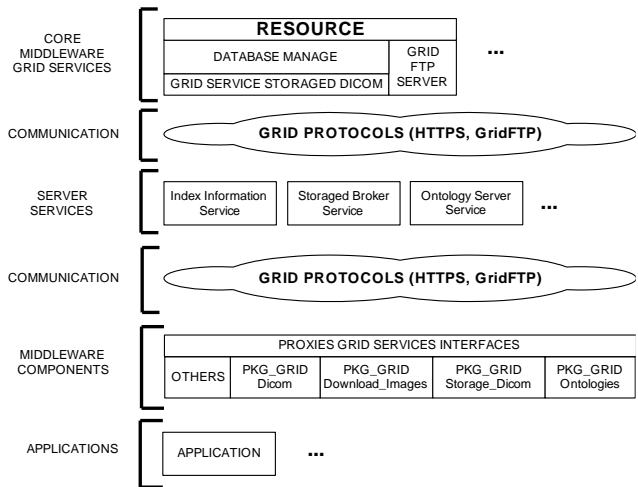 CORE
MIDDLEWARE
GRID SERVICES
RESOURCE
DATABASE MANAGE
GRID SERVICE STORAGED DICOM
GRID
FTP
SERVER
...
COMMUNICATION
GRID PROTOCOLS (HTTPS, GridFTP)
SERVER
SERVICES
Index Information
Service
Storaged Broker
Service
Ontology Server
Service
...
COMMUNICATION
GRID PROTOCOLS (HTTPS, GridFTP)
MIDDLEWARE
COMPONENTS
PROXIES GRID SERVICES INTERFACES
OTHERS
PKG_GRID
Dicom
PKG_GRID
Download_Images
PKG_GRID
Storage_Dicom
PKG_GRID
Ontologies
APPLICATIONS
APPLICATION
...